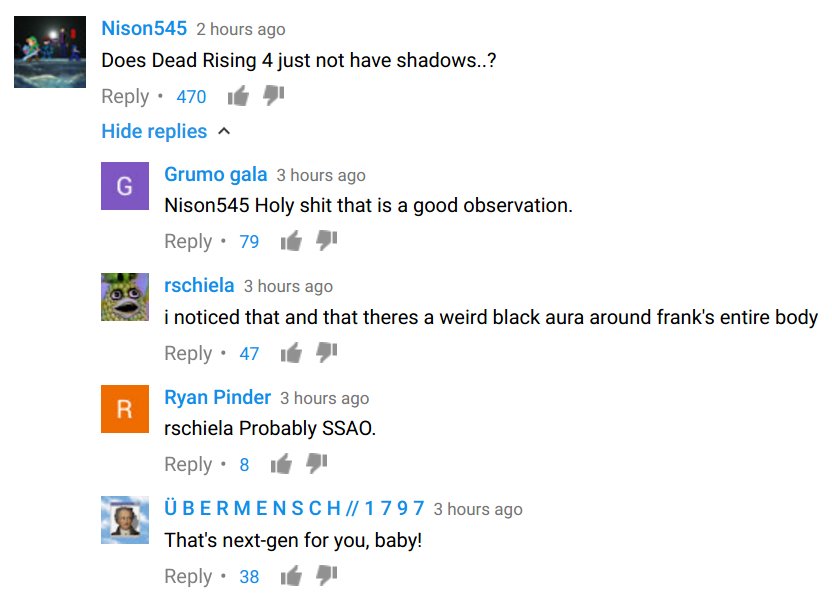 Nison545 2 hours ago
Does Dead Rising 4 just not have shadows..?
Reply • 470
Hide replies
G
Grumo gala 3 hours ago
Nison545 Holy shit that is a good observation.
Reply • 79
rschiela 3 hours ago
i noticed that and that theres a weird black aura around frank's entire body
Reply • 47
R
Ryan Pinder 3 hours ago
rschiela Probably SSAO.
Reply • 8
Ü B E R M E N S C H // 1 7 9 7 3 hours ago
That's next-gen for you, baby!
Reply • 38